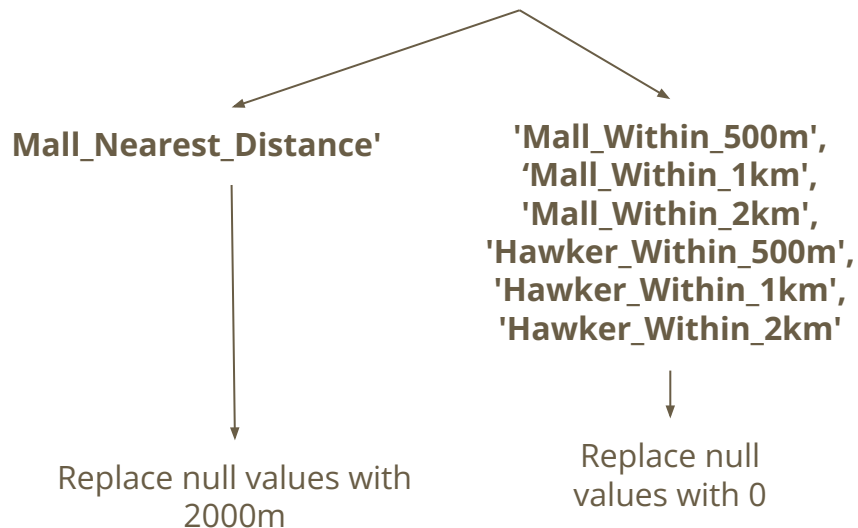 Mall_Nearest_Distance'
'Mall_Within_500m',
‘Mall_Within_1km',
'Mall_Within_2km',
'Hawker_Within_500m',
'Hawker_Within_1km',
'Hawker_Within_2km'
Replace null values with
2000m
Replace null
values with 0